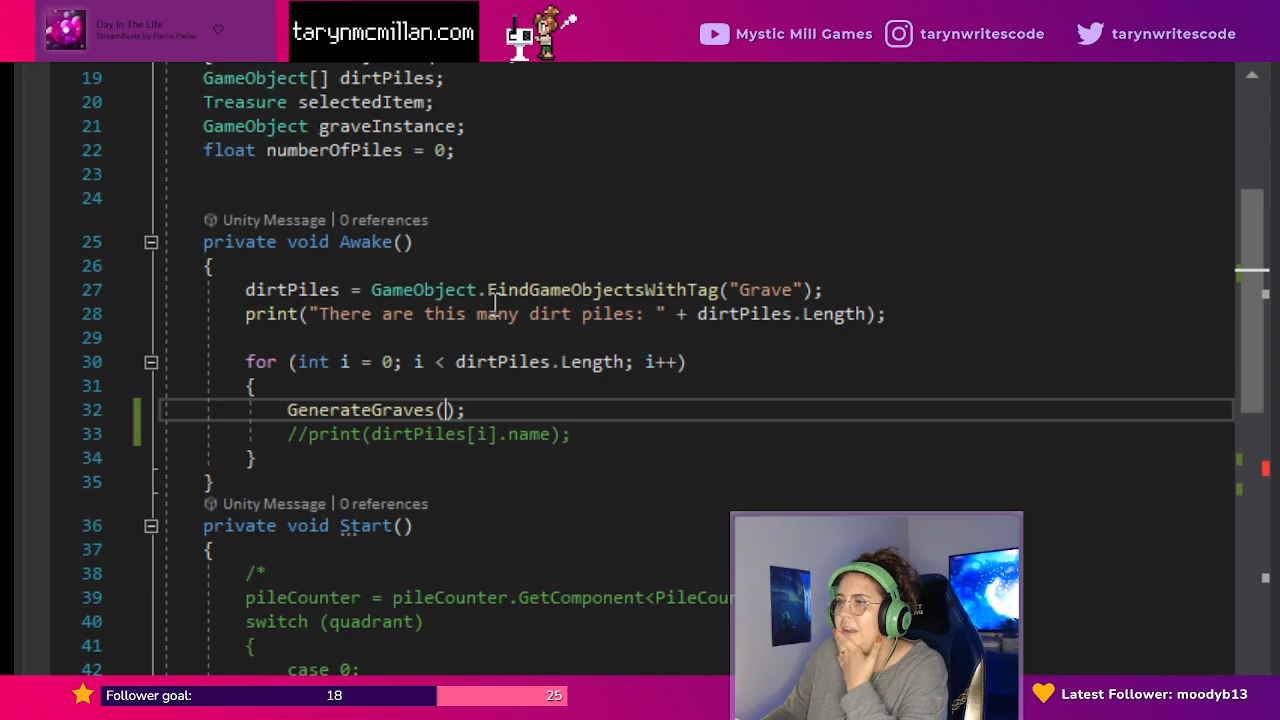 Day In The Life
StreamBeats by Harris Heller
tarynmcmillan.com
Mystic Mill Games
tarynwritescode
tarynwritescode
19 GameObject[] dirtPiles;
20 Treasure selectedItem;
21 GameObject graveInstance;
22 float numberOfPiles = 0;
23
24
Unity Message | 0 references
25 private void Awake()
26 {
27 dirtPiles = GameObject.FindGameObjectsWithTag("Grave");
28 print("There are this many dirt piles: " + dirtPiles.Length);
29
30 for (int i = 0; i < dirtPiles.Length; i++)
31 {
32 GenerateGraves();
33 //print(dirtPiles[i].name);
34 }
35 }
Unity Message | 0 references
36 private void Start()
37 {
38 /*
39 pileCounter = pileCounter.GetComponent<PileCou
40 switch (quadrant)
41 {
42 case 0:
Follower goal: 18 25
Latest Follower: moodyb13